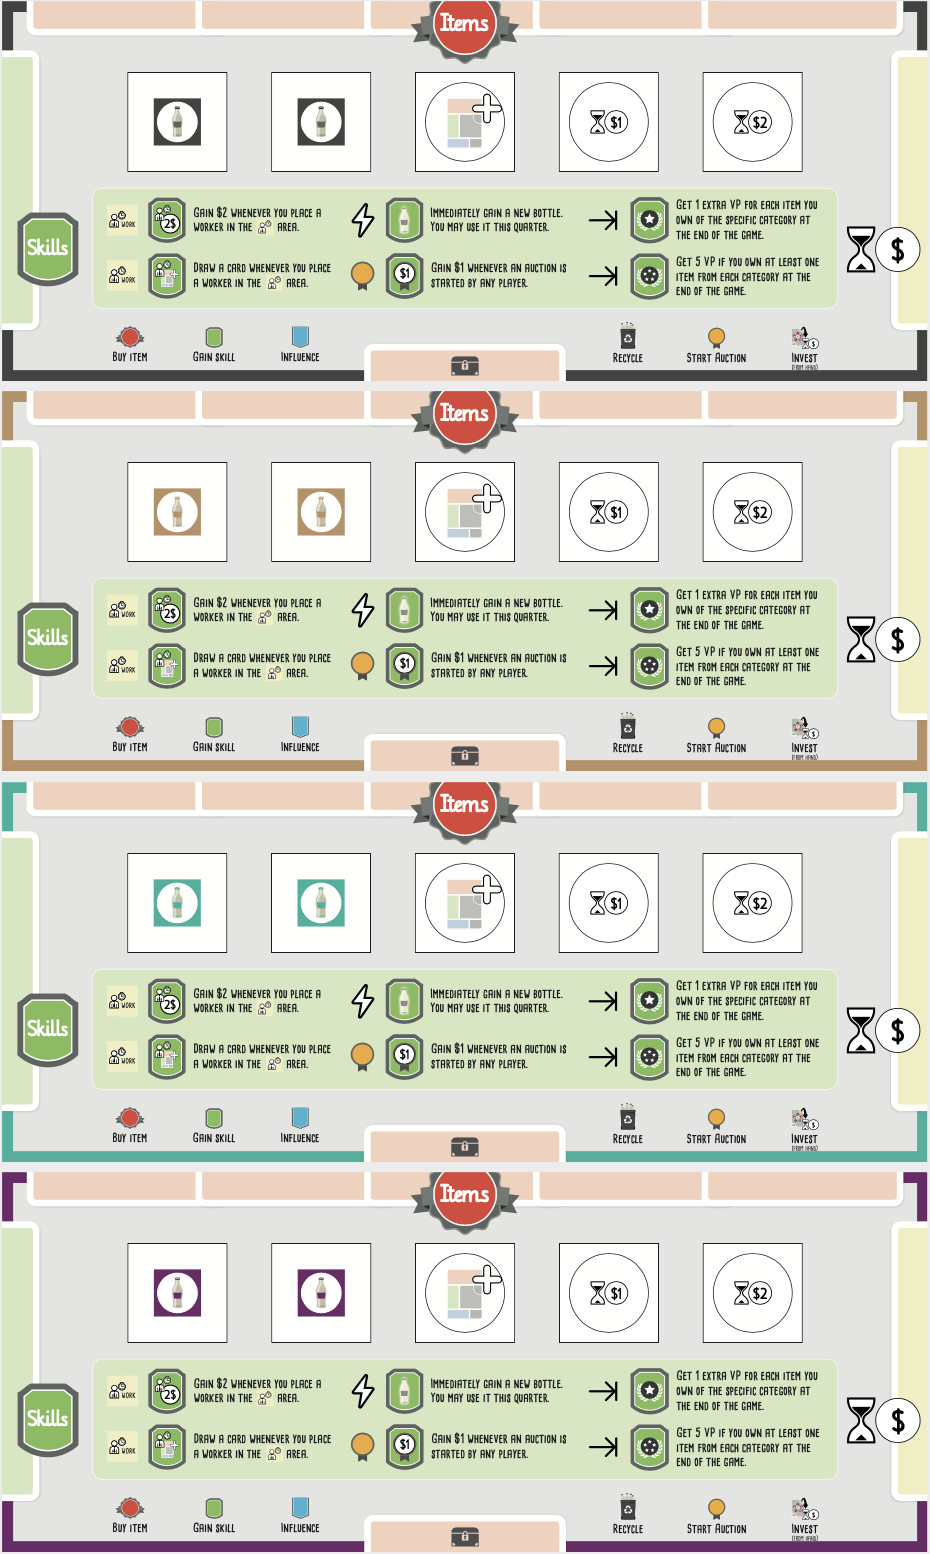 Items
$1
$2
Skills
WORK
2$
GAIN $2 WHENEVER YOU PLACE A
WORKER IN THE AREA.
IMMEDIATELY GAIN A NEW BOTTLE.
YOU MAY USE IT THIS QUARTER.
GET 1 EXTRA VP FOR EACH ITEM YOU
OWN OF THE SPECIFIC CATEGORY AT
THE END OF THE GAME.
$
WORK
DRAW A CARD WHENEVER YOU PLACE
A WORKER IN THE AREA.
$1
GAIN $1 WHENEVER AN AUCTION IS
STARTED BY ANY PLAYER.
GET 5 VP IF YOU OWN AT LEAST ONE
ITEM FROM EACH CATEGORY AT THE
END OF THE GAME.
BUY ITEM
GAIN SKILL
INFLUENCE
RECYCLE
START AUCTION
$
INVEST
(FROM HAND)
Items
$1
$2
Skills
WORK
2$
GAIN $2 WHENEVER YOU PLACE A
WORKER IN THE AREA.
IMMEDIATELY GAIN A NEW BOTTLE.
YOU MAY USE IT THIS QUARTER.
GET 1 EXTRA VP FOR EACH ITEM YOU
OWN OF THE SPECIFIC CATEGORY AT
THE END OF THE GAME.
$
WORK
DRAW A CARD WHENEVER YOU PLACE
A WORKER IN THE AREA.
$1
GAIN $1 WHENEVER AN AUCTION IS
STARTED BY ANY PLAYER.
GET 5 VP IF YOU OWN AT LEAST ONE
ITEM FROM EACH CATEGORY AT THE
END OF THE GAME.
BUY ITEM
GAIN SKILL
INFLUENCE
RECYCLE
START AUCTION
$
INVEST
(FROM HAND)
Items
$1
$2
Skills
WORK
2$
GAIN $2 WHENEVER YOU PLACE A
WORKER IN THE AREA.
IMMEDIATELY GAIN A NEW BOTTLE.
YOU MAY USE IT THIS QUARTER.
GET 1 EXTRA VP FOR EACH ITEM YOU
OWN OF THE SPECIFIC CATEGORY AT
THE END OF THE GAME.
$
WORK
DRAW A CARD WHENEVER YOU PLACE
A WORKER IN THE AREA.
$1
GAIN $1 WHENEVER AN AUCTION IS
STARTED BY ANY PLAYER.
GET 5 VP IF YOU OWN AT LEAST ONE
ITEM FROM EACH CATEGORY AT THE
END OF THE GAME.
BUY ITEM
GAIN SKILL
INFLUENCE
RECYCLE
START AUCTION
$
INVEST
(FROM HAND)
Items
$1
$2
Skills
WORK
2$
GAIN $2 WHENEVER YOU PLACE A
WORKER IN THE AREA.
IMMEDIATELY GAIN A NEW BOTTLE.
YOU MAY USE IT THIS QUARTER.
GET 1 EXTRA VP FOR EACH ITEM YOU
OWN OF THE SPECIFIC CATEGORY AT
THE END OF THE GAME.
$
WORK
DRAW A CARD WHENEVER YOU PLACE
A WORKER IN THE AREA.
$1
GAIN $1 WHENEVER AN AUCTION IS
STARTED BY ANY PLAYER.
GET 5 VP IF YOU OWN AT LEAST ONE
ITEM FROM EACH CATEGORY AT THE
END OF THE GAME.
BUY ITEM
GAIN SKILL
INFLUENCE
RECYCLE
START AUCTION
$
INVEST
(FROM HAND)